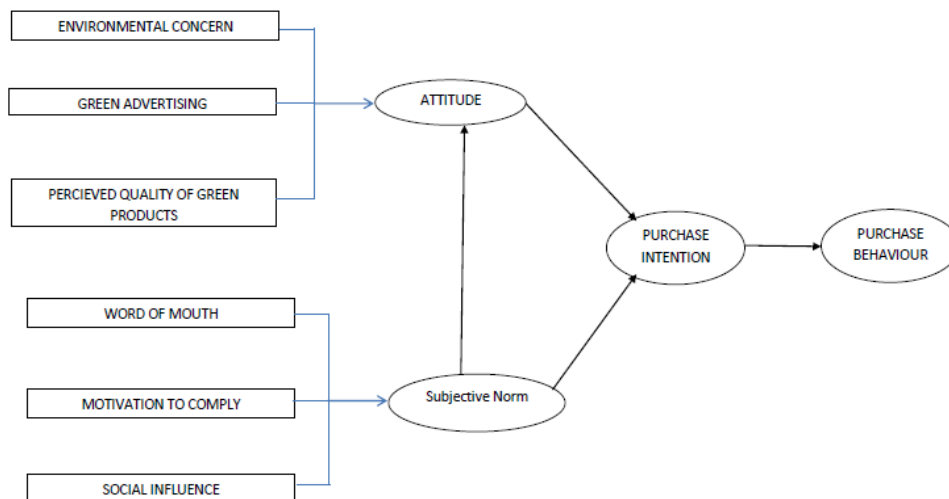 ENVIRONMENTAL CONCERN
GREEN ADVERTISING
PERCIEVED QUALITY OF GREEN
PRODUCTS
ATTITUDE
PURCHASE
INTENTION
PURCHASE
BEHAVIOUR
WORD OF MOUTH
MOTIVATION TO COMPLY
SOCIAL INFLUENCE
Subjective Norm